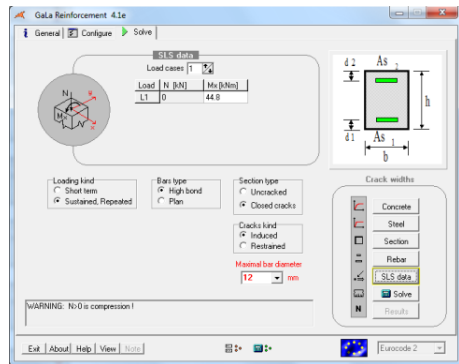 GaLa Reinforcement 4.1e
General Configure Solve
SLS data
Load cases 1
Load N [kN] Mx [kNm]
L1 0 44.8
N
Mx
x
d 2 As 2
h
d 1 As 1
b
Loading kind
Short term
Sustained, Repeated
Bars type
High bond
Plan
Section type
Uncracked
Closed cracks
Cracks kind
Induced
Restrained
Maximal bar diameter
12 mm
Crack widths
Concrete
Steel
Section
Rebar
SLS data
Solve
N Results
WARNING: N>0 is compression !
Exit About Help View Note
Eurocode 2